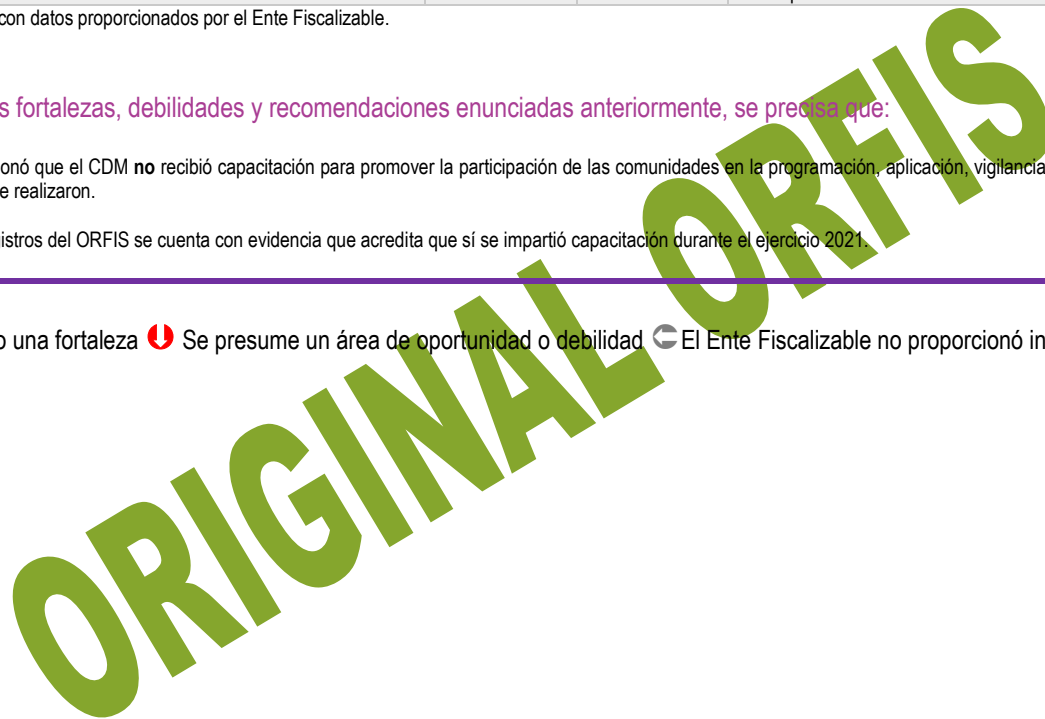 con datos proporcionados por el Ente Fiscalizable.
s fortalezas, debilidades y recomendaciones enunciadas anteriormente, se precisa que:
onó que el CDM no recibió capacitación para promover la participación de las comunidades en la programación, aplicación, vigilancia
e realizaron.
istros del ORFIS se cuenta con evidencia que acredita que sí se impartió capacitación durante el ejercicio 2021.
o una fortaleza Se presume un área de oportunidad o debilidad El Ente Fiscalizable no proporcionó in
ORIGINAL ORFIS